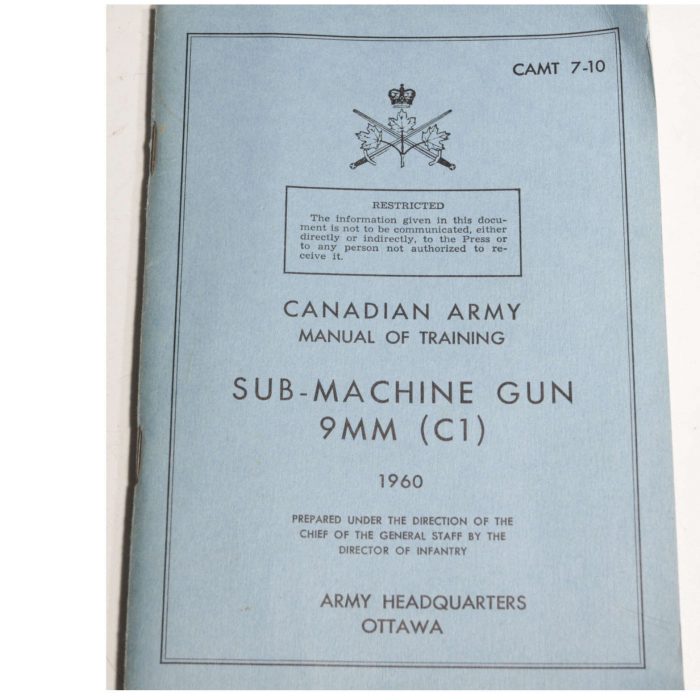 CAMT 7-10
RESTRICTED
The information given in this docu-
ment is not to be communicated, either
directly or indirectly, to the Press or
to any person not authorized to re-
ceive it.
CANADIAN ARMY
MANUAL OF TRAINING
SUB-MACHINE GUN
9MM (C1)
1960
PREPARED UNDER THE DIRECTION OF THE
CHIEF OF THE GENERAL STAFF BY THE
DIRECTOR OF INFANTRY
ARMY HEADQUARTERS
OTTAWA